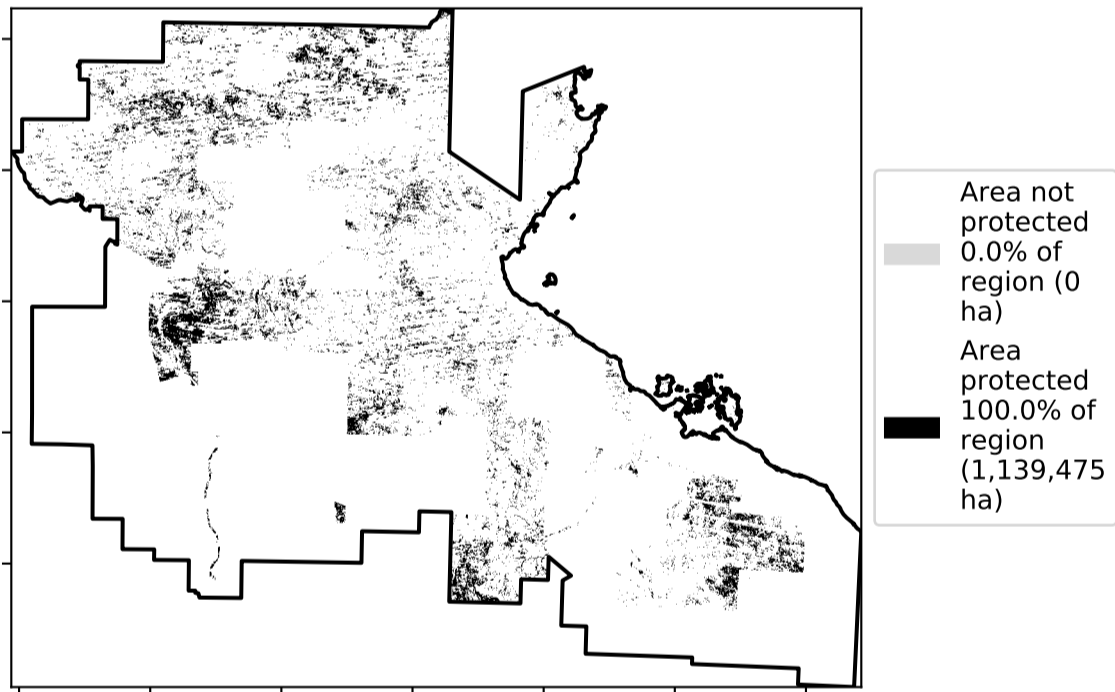 Area not
protected
0.0% of
region (0
ha)
Area
protected
100.0% of
region
(1,139,475
ha)